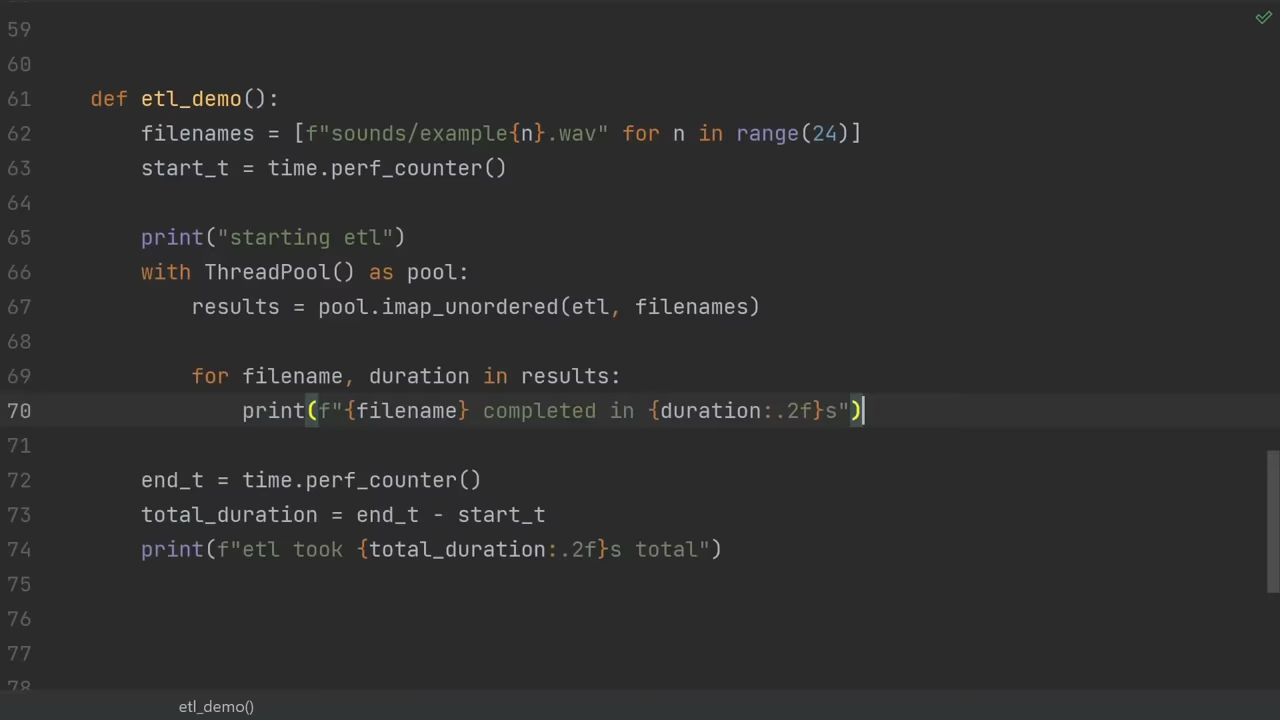 59
60
61 def etl_demo():
62     filenames = [f"sounds/example{n}.wav" for n in range(24)]
63     start_t = time.perf_counter()
64
65     print("starting etl")
66     with ThreadPool() as pool:
67         results = pool.imap_unordered(etl, filenames)
68
69         for filename, duration in results:
70             print(f"{filename} completed in {duration:.2f}s")
71
72     end_t = time.perf_counter()
73     total_duration = end_t - start_t
74     print(f"etl took {total_duration:.2f}s total")
75
76
77
78
etl_demo()